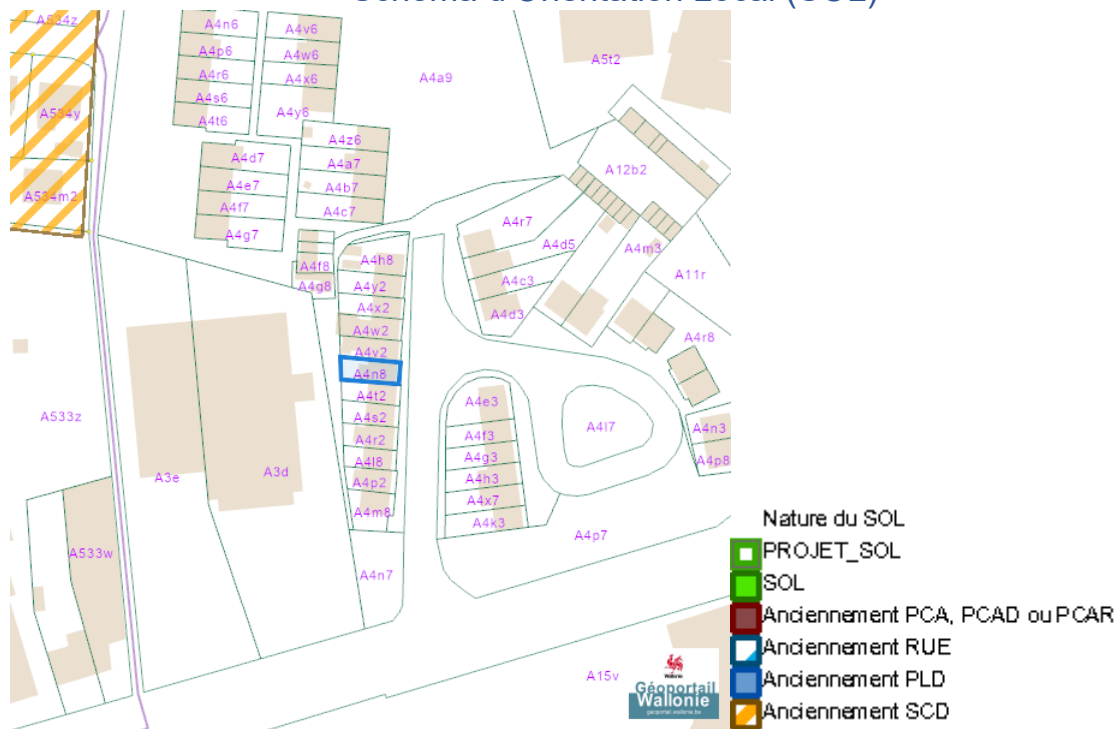 Schéma d'Orientation Local (SOL)
A534z
A4n6
A4v6
A4p6
A4w6
A4r6
A4x6
A4a9
A5t2
A4s6
A4y6
A534y
A4t6
A4z6
A4d7
A4a7
A12b2
A4e7
A4b7
A534m2
A4f7
A4c7
A4g7
A4r7
A4d5
A4m3
A4h8
A4f8
A4g8
A4y2
A4c3
A11r
A4x2
A4d3
A4w2
A4r8
A4v2
A4n8
A4t2
A4e3
A533z
A4s2
A4l7
A4n3
A4r2
A4f3
A4g3
A4l8
A4p8
A3e
A3d
A4p2
A4h3
A4x7
A4m8
A4k3
A4p7
A533w
A4n7
A15v
Wallonie
Géoportail
Wallonie
geoportail.wallonie.be
Nature du SOL
PROJET_SOL
SOL
Anciennement PCA, PCAD ou PCAR
Anciennement RUE
Anciennement PLD
Anciennement SCD